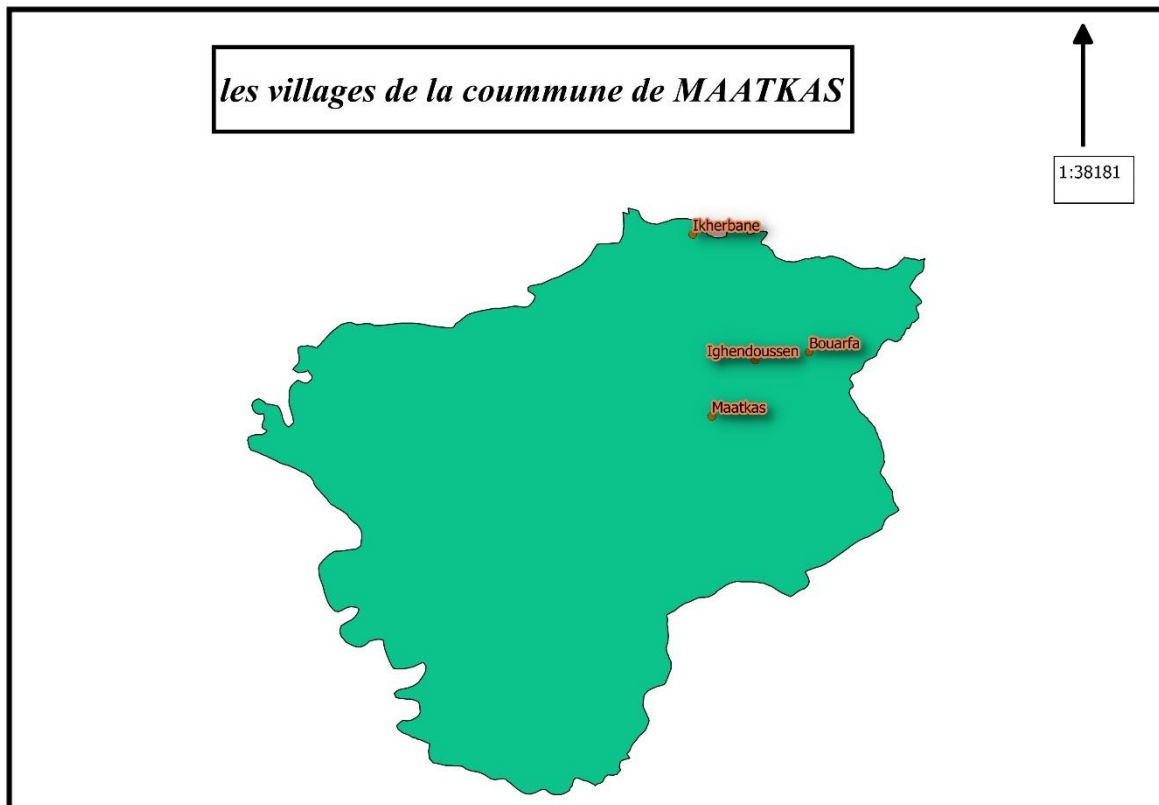 les villages de la coummune de MAATKAS
1:38181
Ikherbane
Ighendoussen
Bouarfa
Maatkas